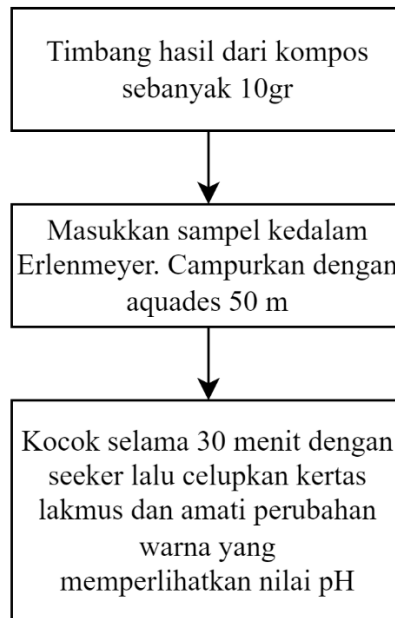 Timbang hasil dari kompos
sebanyak 10gr
Masukkan sampel kedalam
Erlenmeyer. Campurkan dengan
aquades 50 m
Kocok selama 30 menit dengan
seeker lalu celupkan kertas
lakmus dan amati perubahan
warna yang
memperlihatkan nilai pH